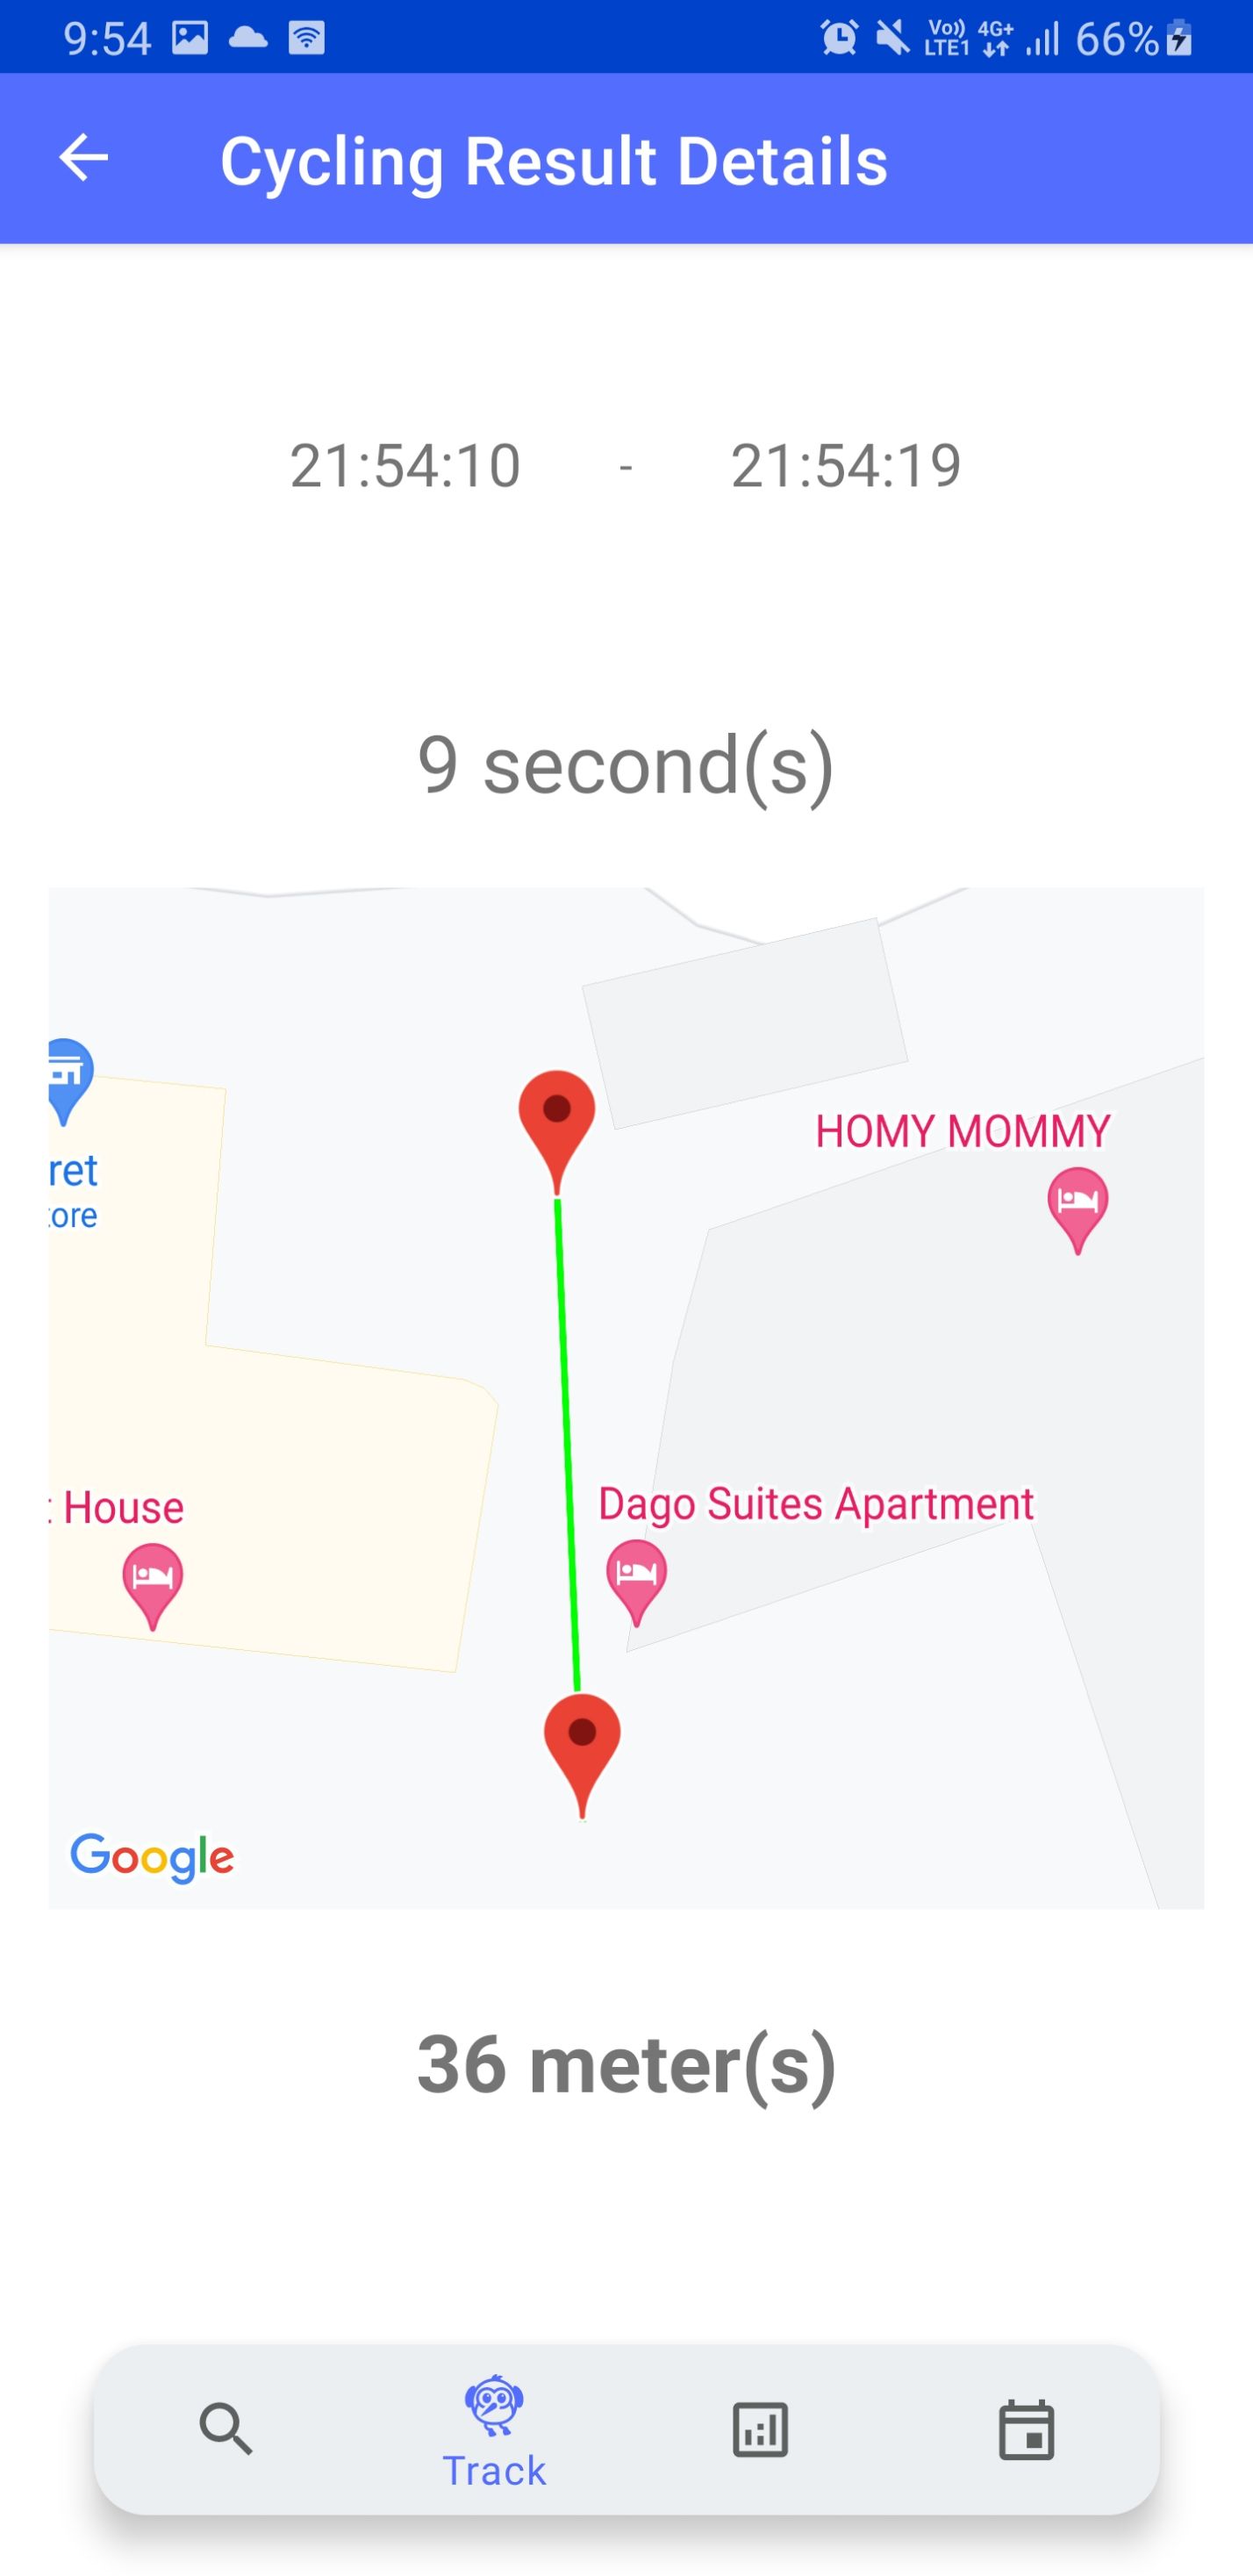 9:54
Vo)) LTE1 4G+ 66%
Cycling Result Details
21:54:10 - 21:54:19
9 second(s)
HOMY MOMMY
ret
ore
Dago Suites Apartment
: House
Google
36 meter(s)
Track